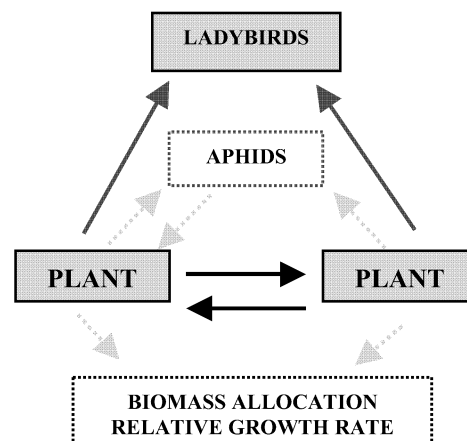 LADYBIRDS
APHIDS
PLANT
PLANT
BIOMASS ALLOCATION
RELATIVE GROWTH RATE